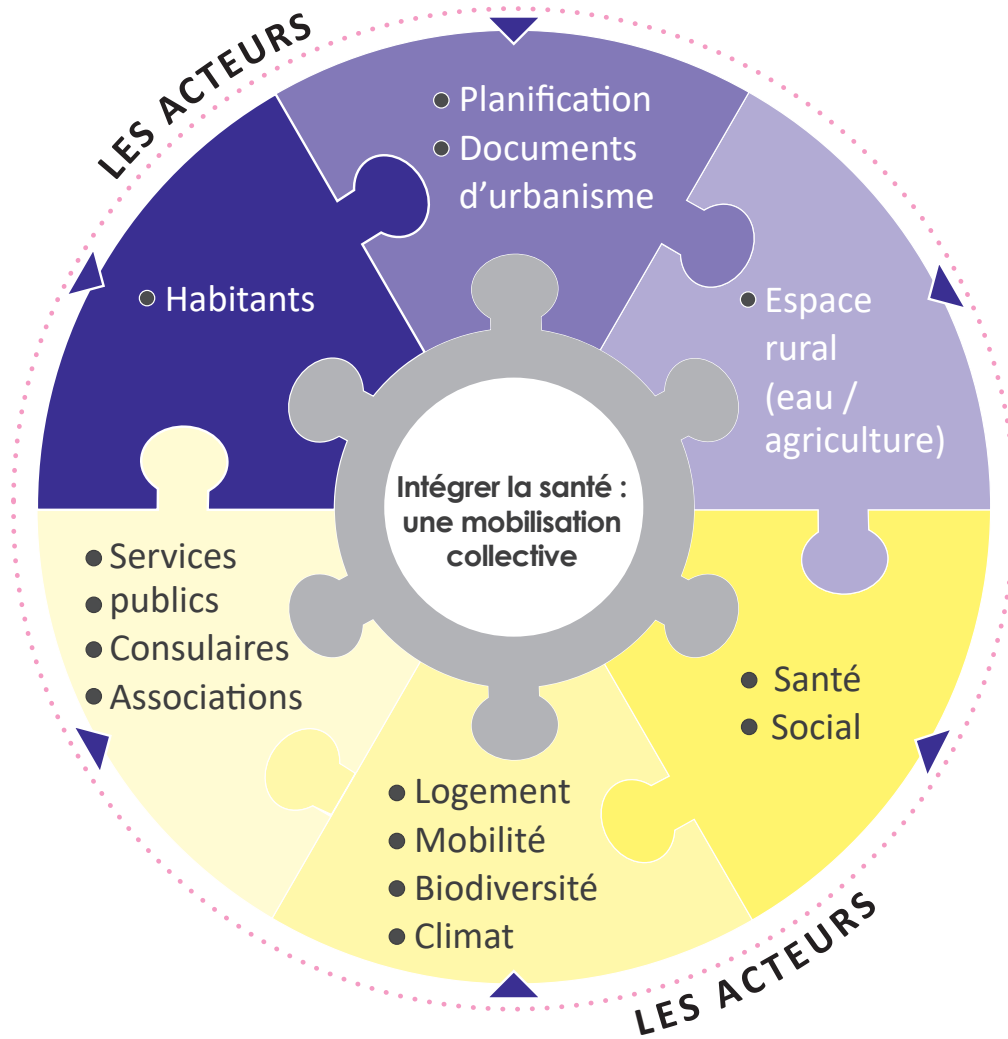 LES ACTEURS
• Planification
• Documents
d’urbanisme
• Habitants
• Espace
rural
(eau /
agriculture)
Intégrer la santé :
une mobilisation
collective
• Services
• publics
• Consulaires
• Associations
• Santé
• Social
• Logement
• Mobilité
• Biodiversité
• Climat
LES ACTEURS